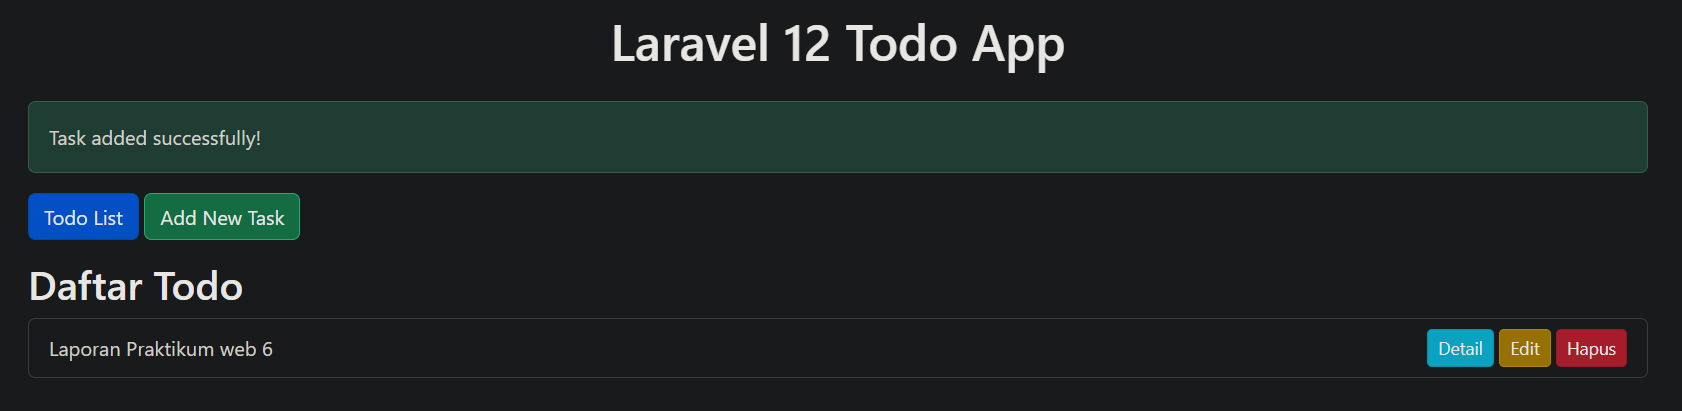 Laravel 12 Todo App
Task added successfully!
Todo List Add New Task
Daftar Todo
Laporan Praktikum web 6 Detail Edit Hapus